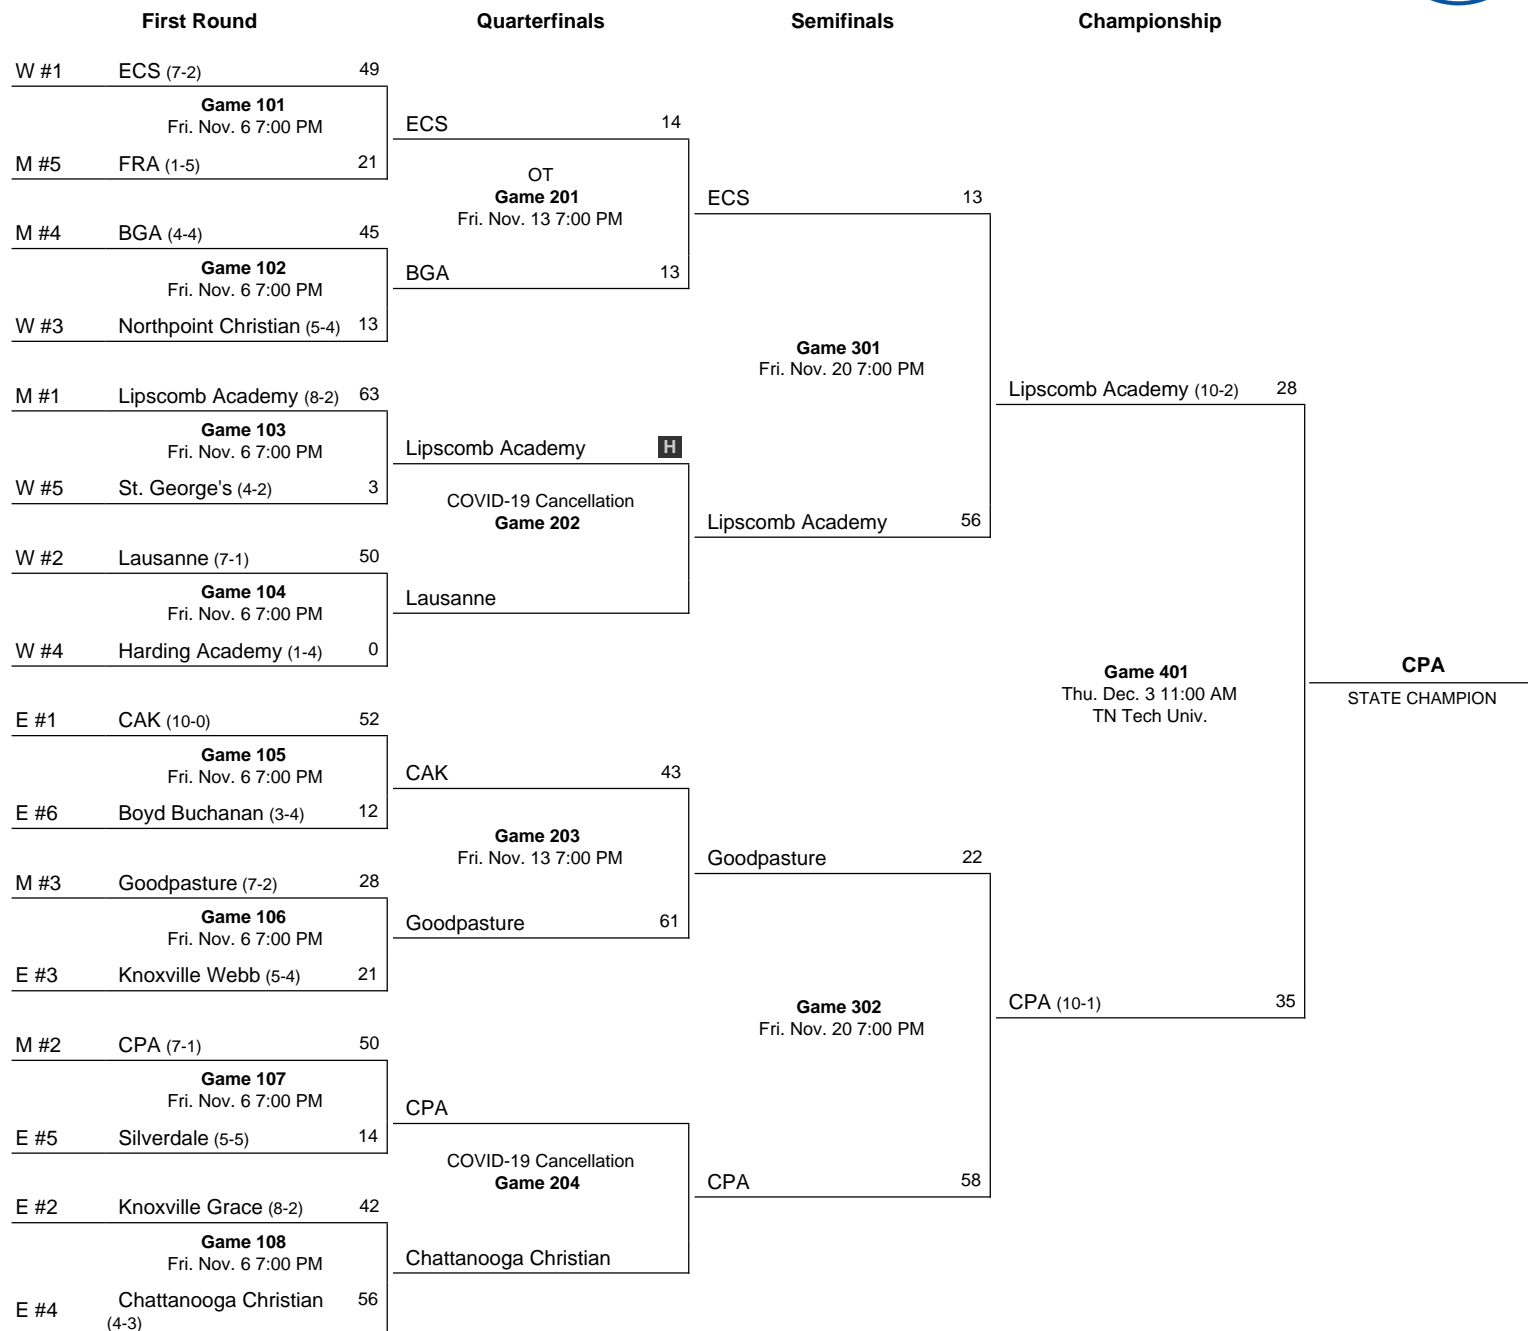 First Round Quarterfinals Semifinals Championship
W #1 ECS (7-2) 49
Game 101
Fri. Nov. 6 7:00 PM
M #5 FRA (1-5) 21
M #4 BGA (4-4) 45
Game 102
Fri. Nov. 6 7:00 PM
W #3 Northpoint Christian (5-4) 13
M #1 Lipscomb Academy (8-2) 63
Game 103
Fri. Nov. 6 7:00 PM
W #5 St. George's (4-2) 3
W #2 Lausanne (7-1) 50
Game 104
Fri. Nov. 6 7:00 PM
W #4 Harding Academy (1-4) 0
E #1 CAK (10-0) 52
Game 105
Fri. Nov. 6 7:00 PM
E #6 Boyd Buchanan (3-4) 12
M #3 Goodpasture (7-2) 28
Game 106
Fri. Nov. 6 7:00 PM
E #3 Knoxville Webb (5-4) 21
M #2 CPA (7-1) 50
Game 107
Fri. Nov. 6 7:00 PM
E #5 Silverdale (5-5) 14
E #2 Knoxville Grace (8-2) 42
Game 108
Fri. Nov. 6 7:00 PM
E #4 Chattanooga Christian 56
(4-3)
ECS 14
OT
Game 201
Fri. Nov. 13 7:00 PM
BGA 13
Lipscomb Academy H
COVID-19 Cancellation
Game 202
Lausanne
CAK 43
Game 203
Fri. Nov. 13 7:00 PM
Goodpasture 61
CPA
COVID-19 Cancellation
Game 204
Chattanooga Christian
ECS 13
Game 301
Fri. Nov. 20 7:00 PM
Lipscomb Academy 56
Goodpasture 22
Game 302
Fri. Nov. 20 7:00 PM
CPA 58
Lipscomb Academy (10-2) 28
Game 401
Thu. Dec. 3 11:00 AM
TN Tech Univ.
CPA (10-1) 35
CPA
STATE CHAMPION